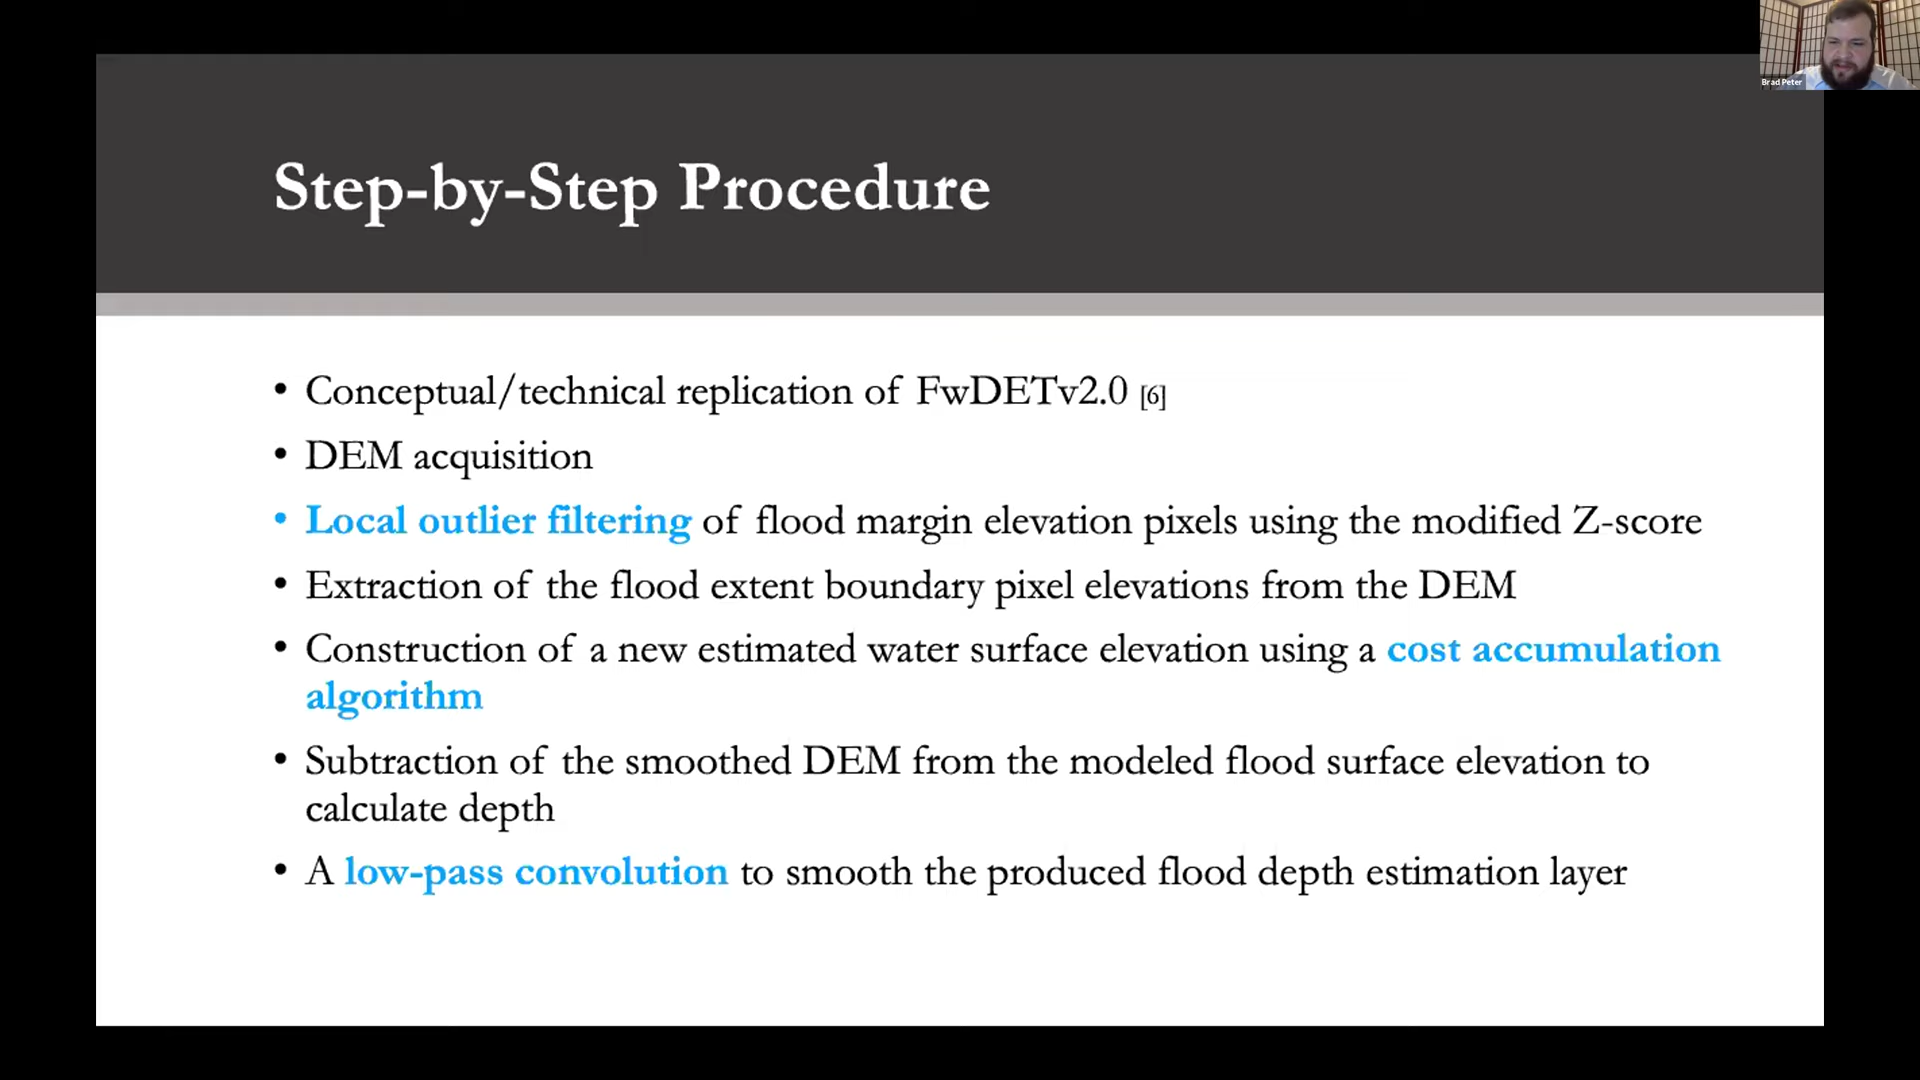 Brad Peter
Step-by-Step Procedure
• Conceptual/technical replication of FwDETv2.0 [6]
• DEM acquisition
• Local outlier filtering of flood margin elevation pixels using the modified Z-score
• Extraction of the flood extent boundary pixel elevations from the DEM
• Construction of a new estimated water surface elevation using a cost accumulation
algorithm
• Subtraction of the smoothed DEM from the modeled flood surface elevation to
calculate depth
• A low-pass convolution to smooth the produced flood depth estimation layer